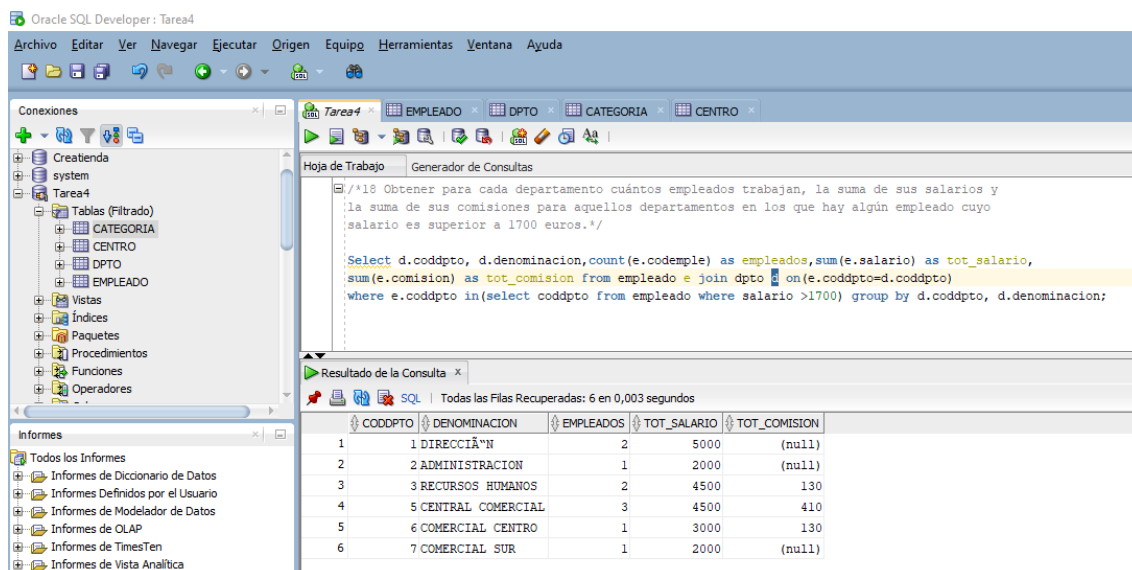 Oracle SQL Developer : Tarea4
Archivo Editar Ver Navegar Ejecutar Origen Equipo Herramientas Ventana Ayuda
Conexiones
Creatienda
system
Tarea4
Tablas (Filtrado)
CATEGORIA
CENTRO
DPTO
EMPLEADO
Vistas
Índices
Paquetes
Procedimientos
Funciones
Operadores
Informes
Todos los Informes
Informes de Diccionario de Datos
Informes Definidos por el Usuario
Informes de Modelador de Datos
Informes de OLAP
Informes de TimesTen
Informes de Vista Analítica
Tarea4 EMPLEADO DPTO CATEGORIA CENTRO
Hoja de Trabajo Generador de Consultas
/*18 Obtener para cada departamento cuántos empleados trabajan, la suma de sus salarios y
la suma de sus comisiones para aquellos departamentos en los que hay algún empleado cuyo
salario es superior a 1700 euros.*/
Select d.coddpto, d.denominacion,count(e.codemple) as empleados,sum(e.salario) as tot_salario,
sum(e.comision) as tot_comision from empleado e join dpto d on(e.coddpto=d.coddpto)
where e.coddpto in(select coddpto from empleado where salario >1700) group by d.coddpto, d.denominacion;
Resultado de la Consulta x
SQL | Todas las Filas Recuperadas: 6 en 0,003 segundos
CODDPTO DENOMINACION EMPLEADOS TOT_SALARIO TOT_COMISION
1 1 DIRECCIÃ“N 2 5000 (null)
2 2 ADMINISTRACION 1 2000 (null)
3 3 RECURSOS HUMANOS 2 4500 130
4 5 CENTRAL COMERCIAL 3 4500 410
5 6 COMERCIAL CENTRO 1 3000 130
6 7 COMERCIAL SUR 1 2000 (null)